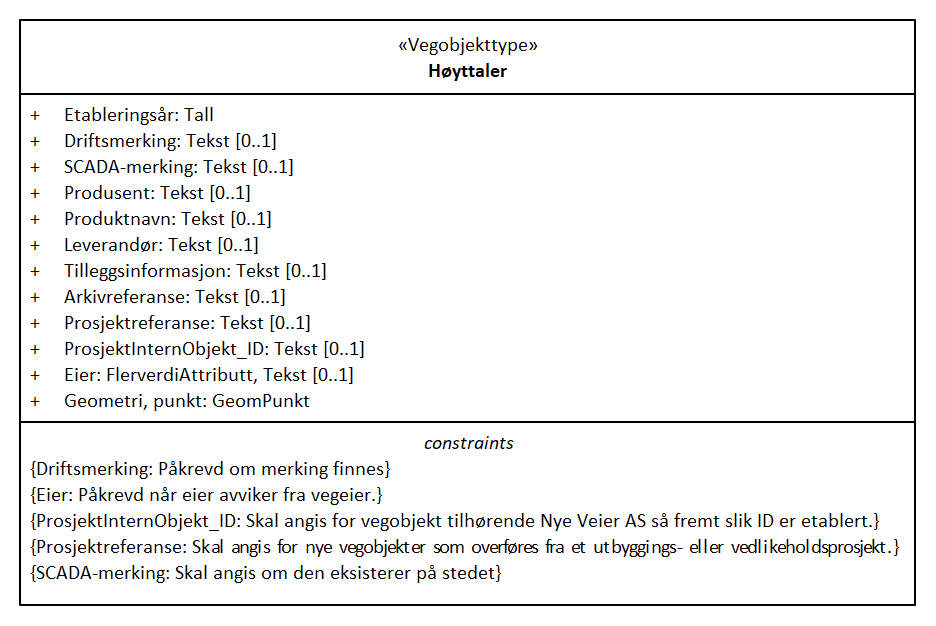 «Vegobjekttype»
Høyttaler
+ Etableringsår: Tall
+ Driftsmerking: Tekst [0..1]
+ SCADA-merking: Tekst [0..1]
+ Produsent: Tekst [0..1]
+ Produktnavn: Tekst [0..1]
+ Leverandør: Tekst [0..1]
+ Tilleggsinformasjon: Tekst [0..1]
+ Arkivreferanse: Tekst [0..1]
+ Prosjektreferanse: Tekst [0..1]
+ ProsjektInternObjekt_ID: Tekst [0..1]
+ Eier: FlerverdiAttributt, Tekst [0..1]
+ Geometri, punkt: GeomPunkt
constraints
{Driftsmerking: Påkrevd om merking finnes}
{Eier: Påkrevd når eier avviker fra vegeier.}
{ProsjektInternObjekt_ID: Skal angis for vegobjekt tilhørende Nye Veier AS så fremt slik ID er etablert.}
{Prosjektreferanse: Skal angis for nye vegobjekter som overføres fra et utbyggings- eller vedlikeholdsprosjekt.}
{SCADA-merking: Skal angis om den eksisterer på stedet}